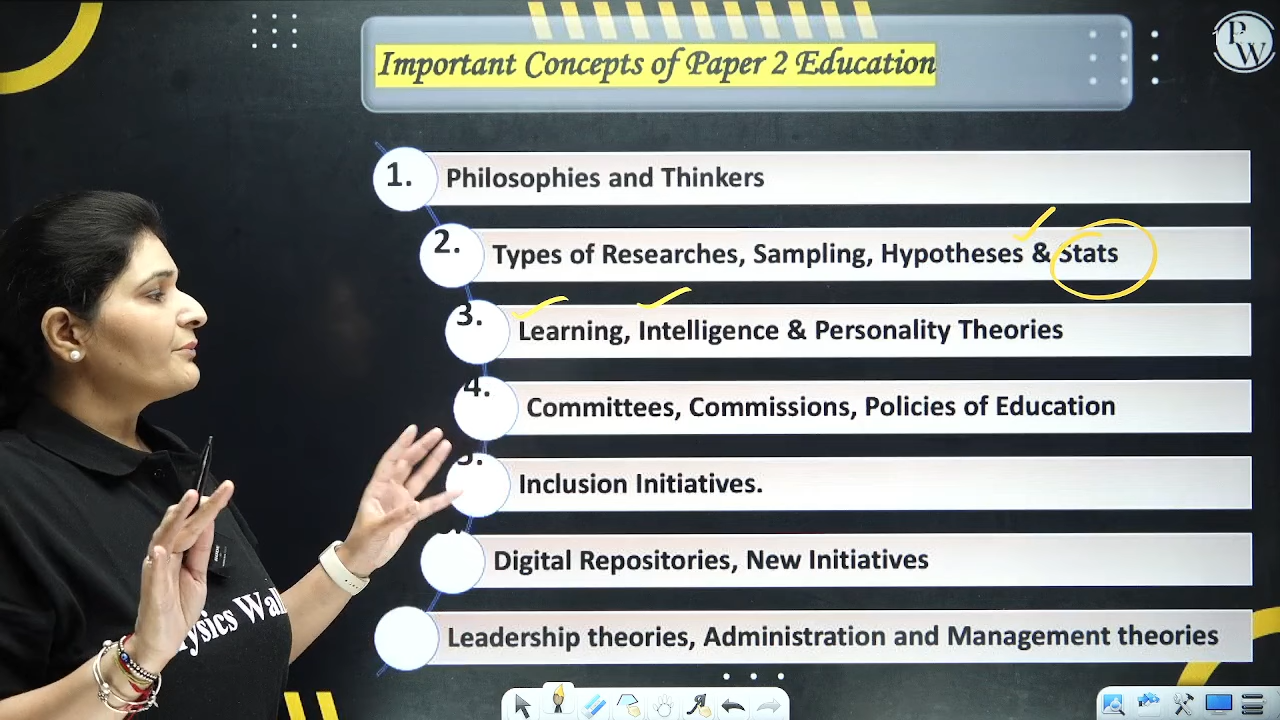 Important Concepts of Paper 2 Education
PW
1. Philosophies and Thinkers
2. Types of Researches, Sampling, Hypotheses & Stats
3. Learning, Intelligence & Personality Theories
4. Committees, Commissions, Policies of Education
5. Inclusion Initiatives.
Digital Repositories, New Initiatives
Leadership theories, Administration and Management theories